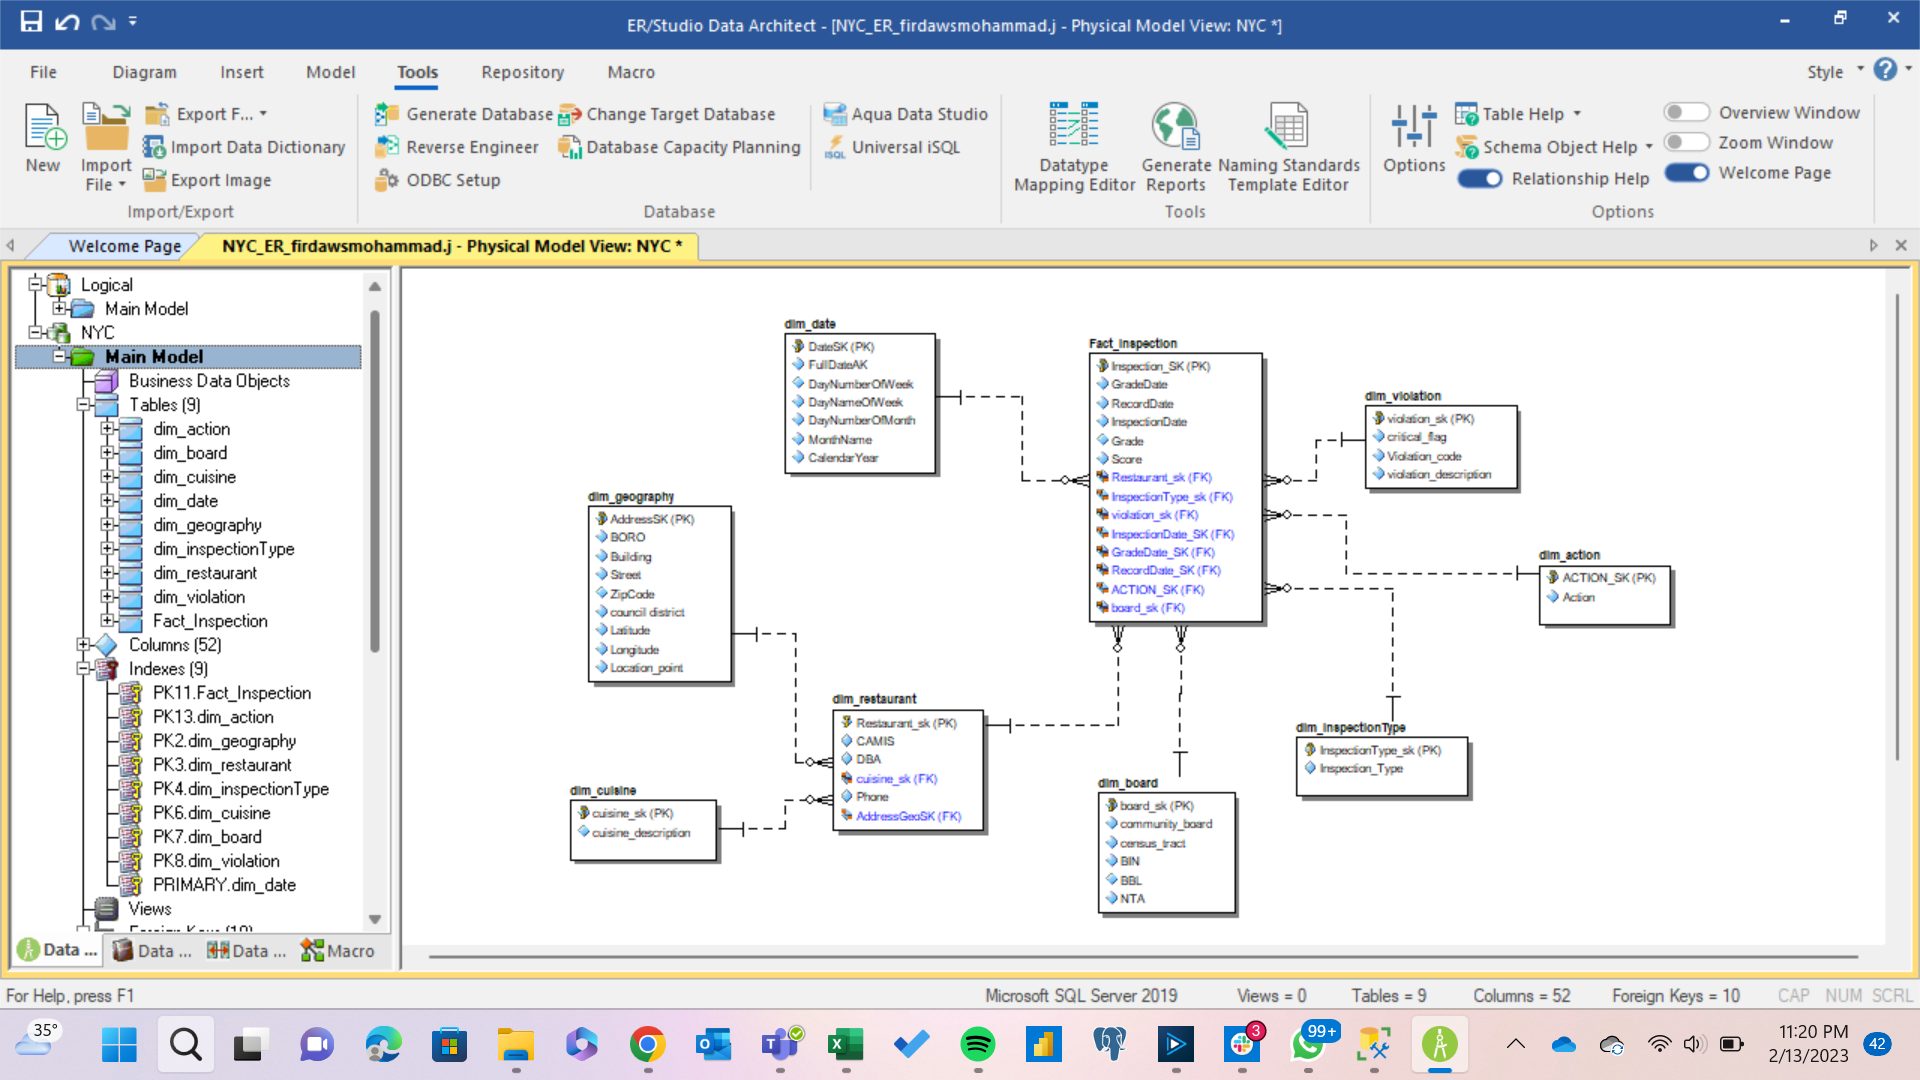 ER/Studio Data Architect - [NYC_ER_firdawsmohammad.j - Physical Model View: NYC *]
File Diagram Insert Model Tools Repository Macro Style
New
Import File
Export F...
Import Data Dictionary
Export Image
Import/Export
Generate Database
Reverse Engineer
ODBC Setup
Change Target Database
Database Capacity Planning
Aqua Data Studio
iSQL Universal iSQL
Database
Datatype
Mapping Editor
Generate
Reports
Naming Standards
Template Editor
Tools
Options
Table Help
Schema Object Help
Relationship Help
Overview Window
Zoom Window
Welcome Page
Options
Welcome Page
NYC_ER_firdawsmohammad.j - Physical Model View: NYC *
Logical
Main Model
NYC
Main Model
Business Data Objects
Tables (9)
dim_action
dim_board
dim_cuisine
dim_date
dim_geography
dim_inspectionType
dim_restaurant
dim_violation
Fact_Inspection
Columns (52)
Indexes (9)
PK11.Fact_Inspection
PK13.dim_action
PK2.dim_geography
PK3.dim_restaurant
PK4.dim_inspectionType
PK6.dim_cuisine
PK7.dim_board
PK8.dim_violation
PRIMARY.dim_date
Views
Data ... Data ... Data ... Macro
dim_date
DateSK (PK)
FullDateAK
DayNumberOfWeek
DayNameOfWeek
DayNumberOfMonth
MonthName
CalendarYear
Fact_Inspection
Inspection_SK (PK)
GradeDate
RecordDate
InspectionDate
Grade
Score
Restaurant_sk (FK)
InspectionType_sk (FK)
violation_sk (FK)
InspectionDate_SK (FK)
GradeDate_SK (FK)
RecordDate_SK (FK)
ACTION_SK (FK)
board_sk (FK)
dim_violation
violation_sk (PK)
critical_flag
Violation_code
violation_description
dim_geography
AddressSK (PK)
BORO
Building
Street
ZipCode
council district
Latitude
Longitude
Location_point
dim_action
ACTION_SK (PK)
Action
dim_restaurant
Restaurant_sk (PK)
CAMIS
DBA
cuisine_sk (FK)
Phone
AddressGeoSK (FK)
dim_inspectionType
InspectionType_sk (PK)
Inspection_Type
dim_cuisine
cuisine_sk (PK)
cuisine_description
dim_board
board_sk (PK)
community_board
census_tract
BIN
BBL
NTA
For Help, press F1
Microsoft SQL Server 2019 Views = 0 Tables = 9 Columns = 52 Foreign Keys = 10 CAP NUM SCRL
35°
3
99+
11:20 PM
2/13/2023
42